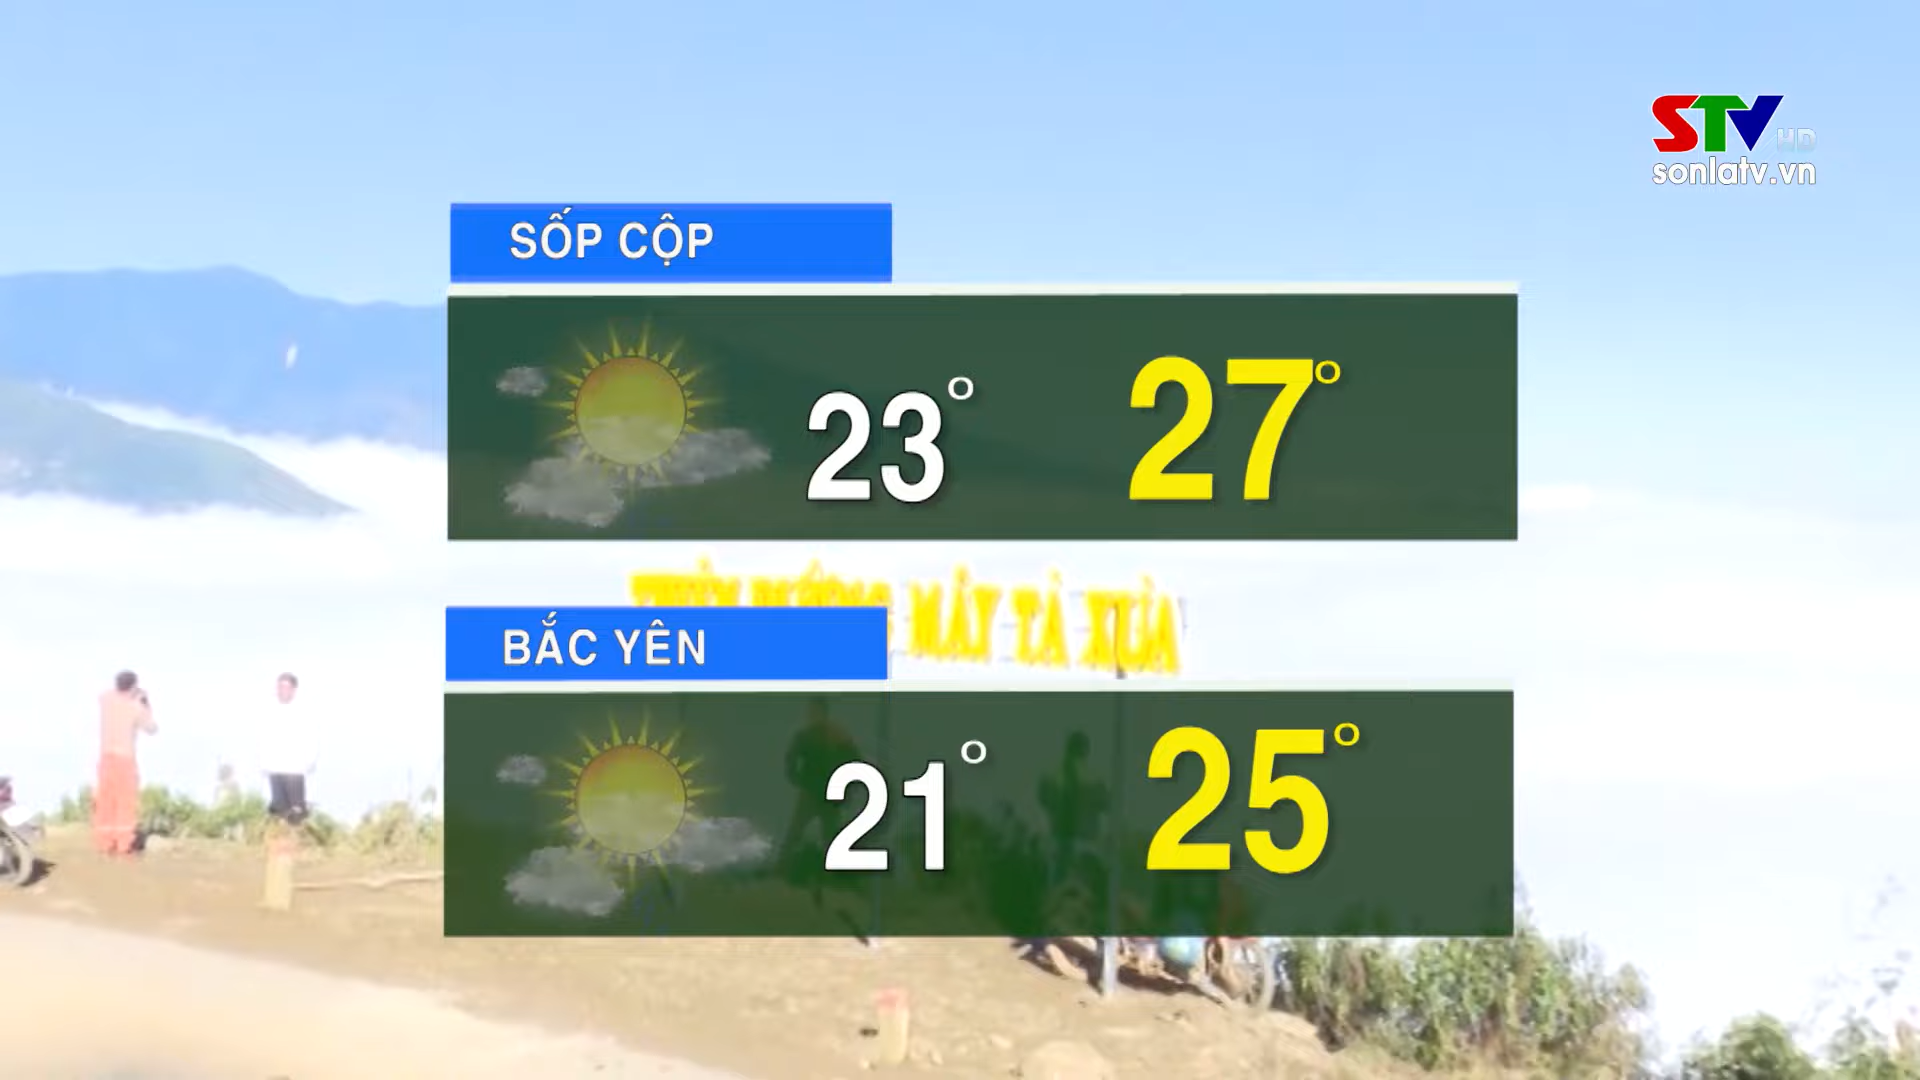 STV HD
sonlatv.vn
SỐP CỘP
23° 27°
MÂY TÀ XÙA
BẮC YÊN
21° 25°